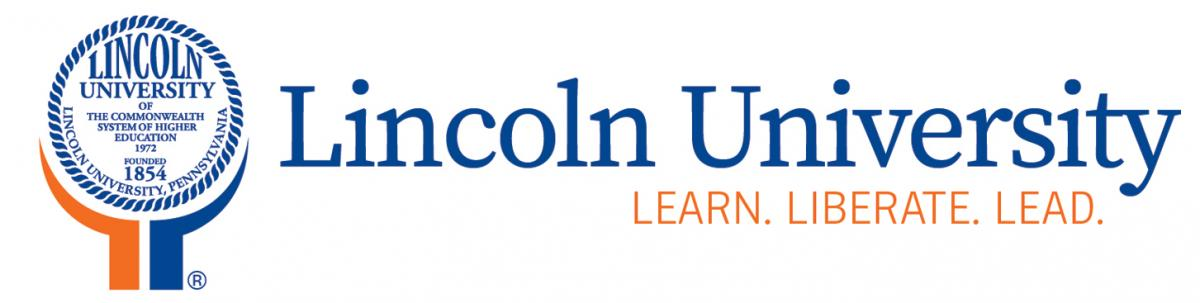 LINCOLN
UNIVERSITY
OF
THE COMMONWEALTH
SYSTEM OF HIGHER
EDUCATION
1972
FOUNDED
1854
LINCOLN UNIVERSITY, PENNSYLVANIA
®
Lincoln University
LEARN. LIBERATE. LEAD.